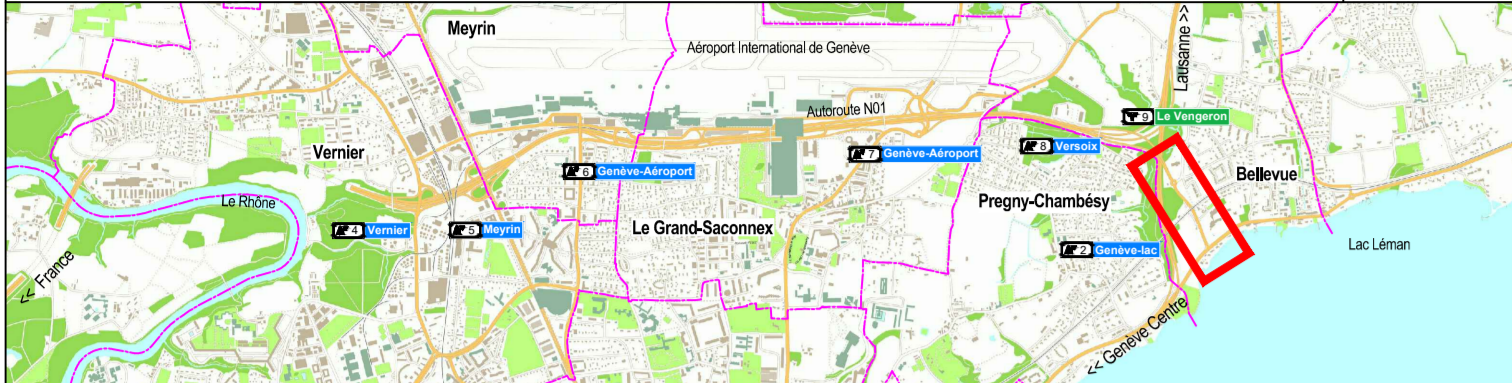 Meyrin
Aéroport International de Genève
Lausanne >>
Autoroute N01
9 Le Vengeron
Vernier
7 Genève-Aéroport
8 Versoix
6 Genève-Aéroport
Bellevue
Le Rhône
Pregny-Chambésy
4 Vernier
5 Meyrin
Le Grand-Saconnex
2 Genève-lac
Lac Léman
<< France
<< Genève Centre